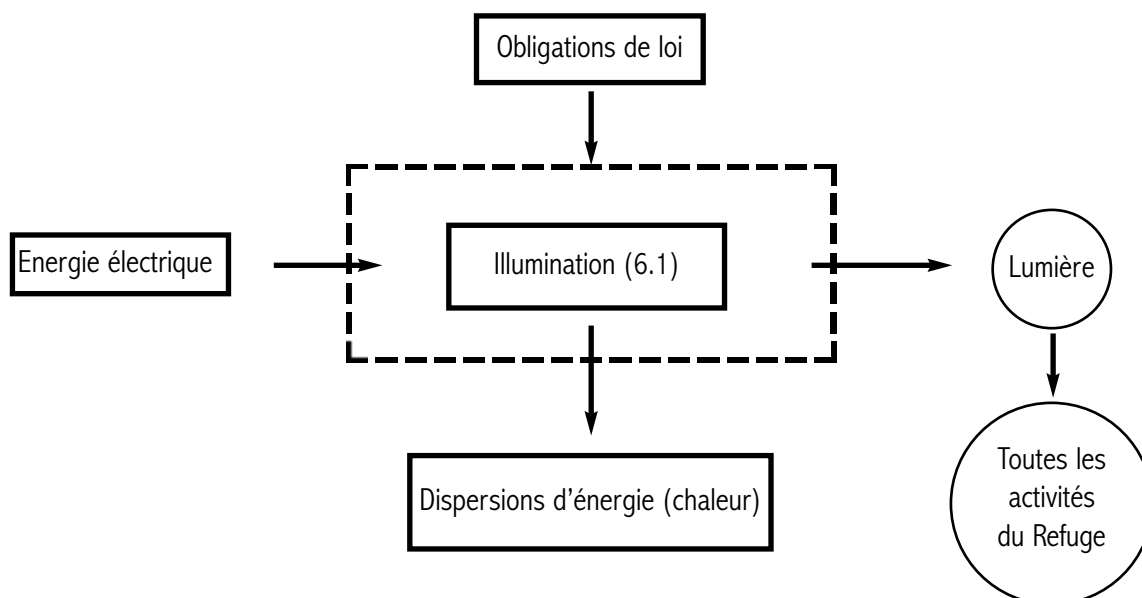 Obligations de loi
Energie électrique
Illumination (6.1)
Lumière
Dispersions d'énergie (chaleur)
Toutes les
activités
du Refuge